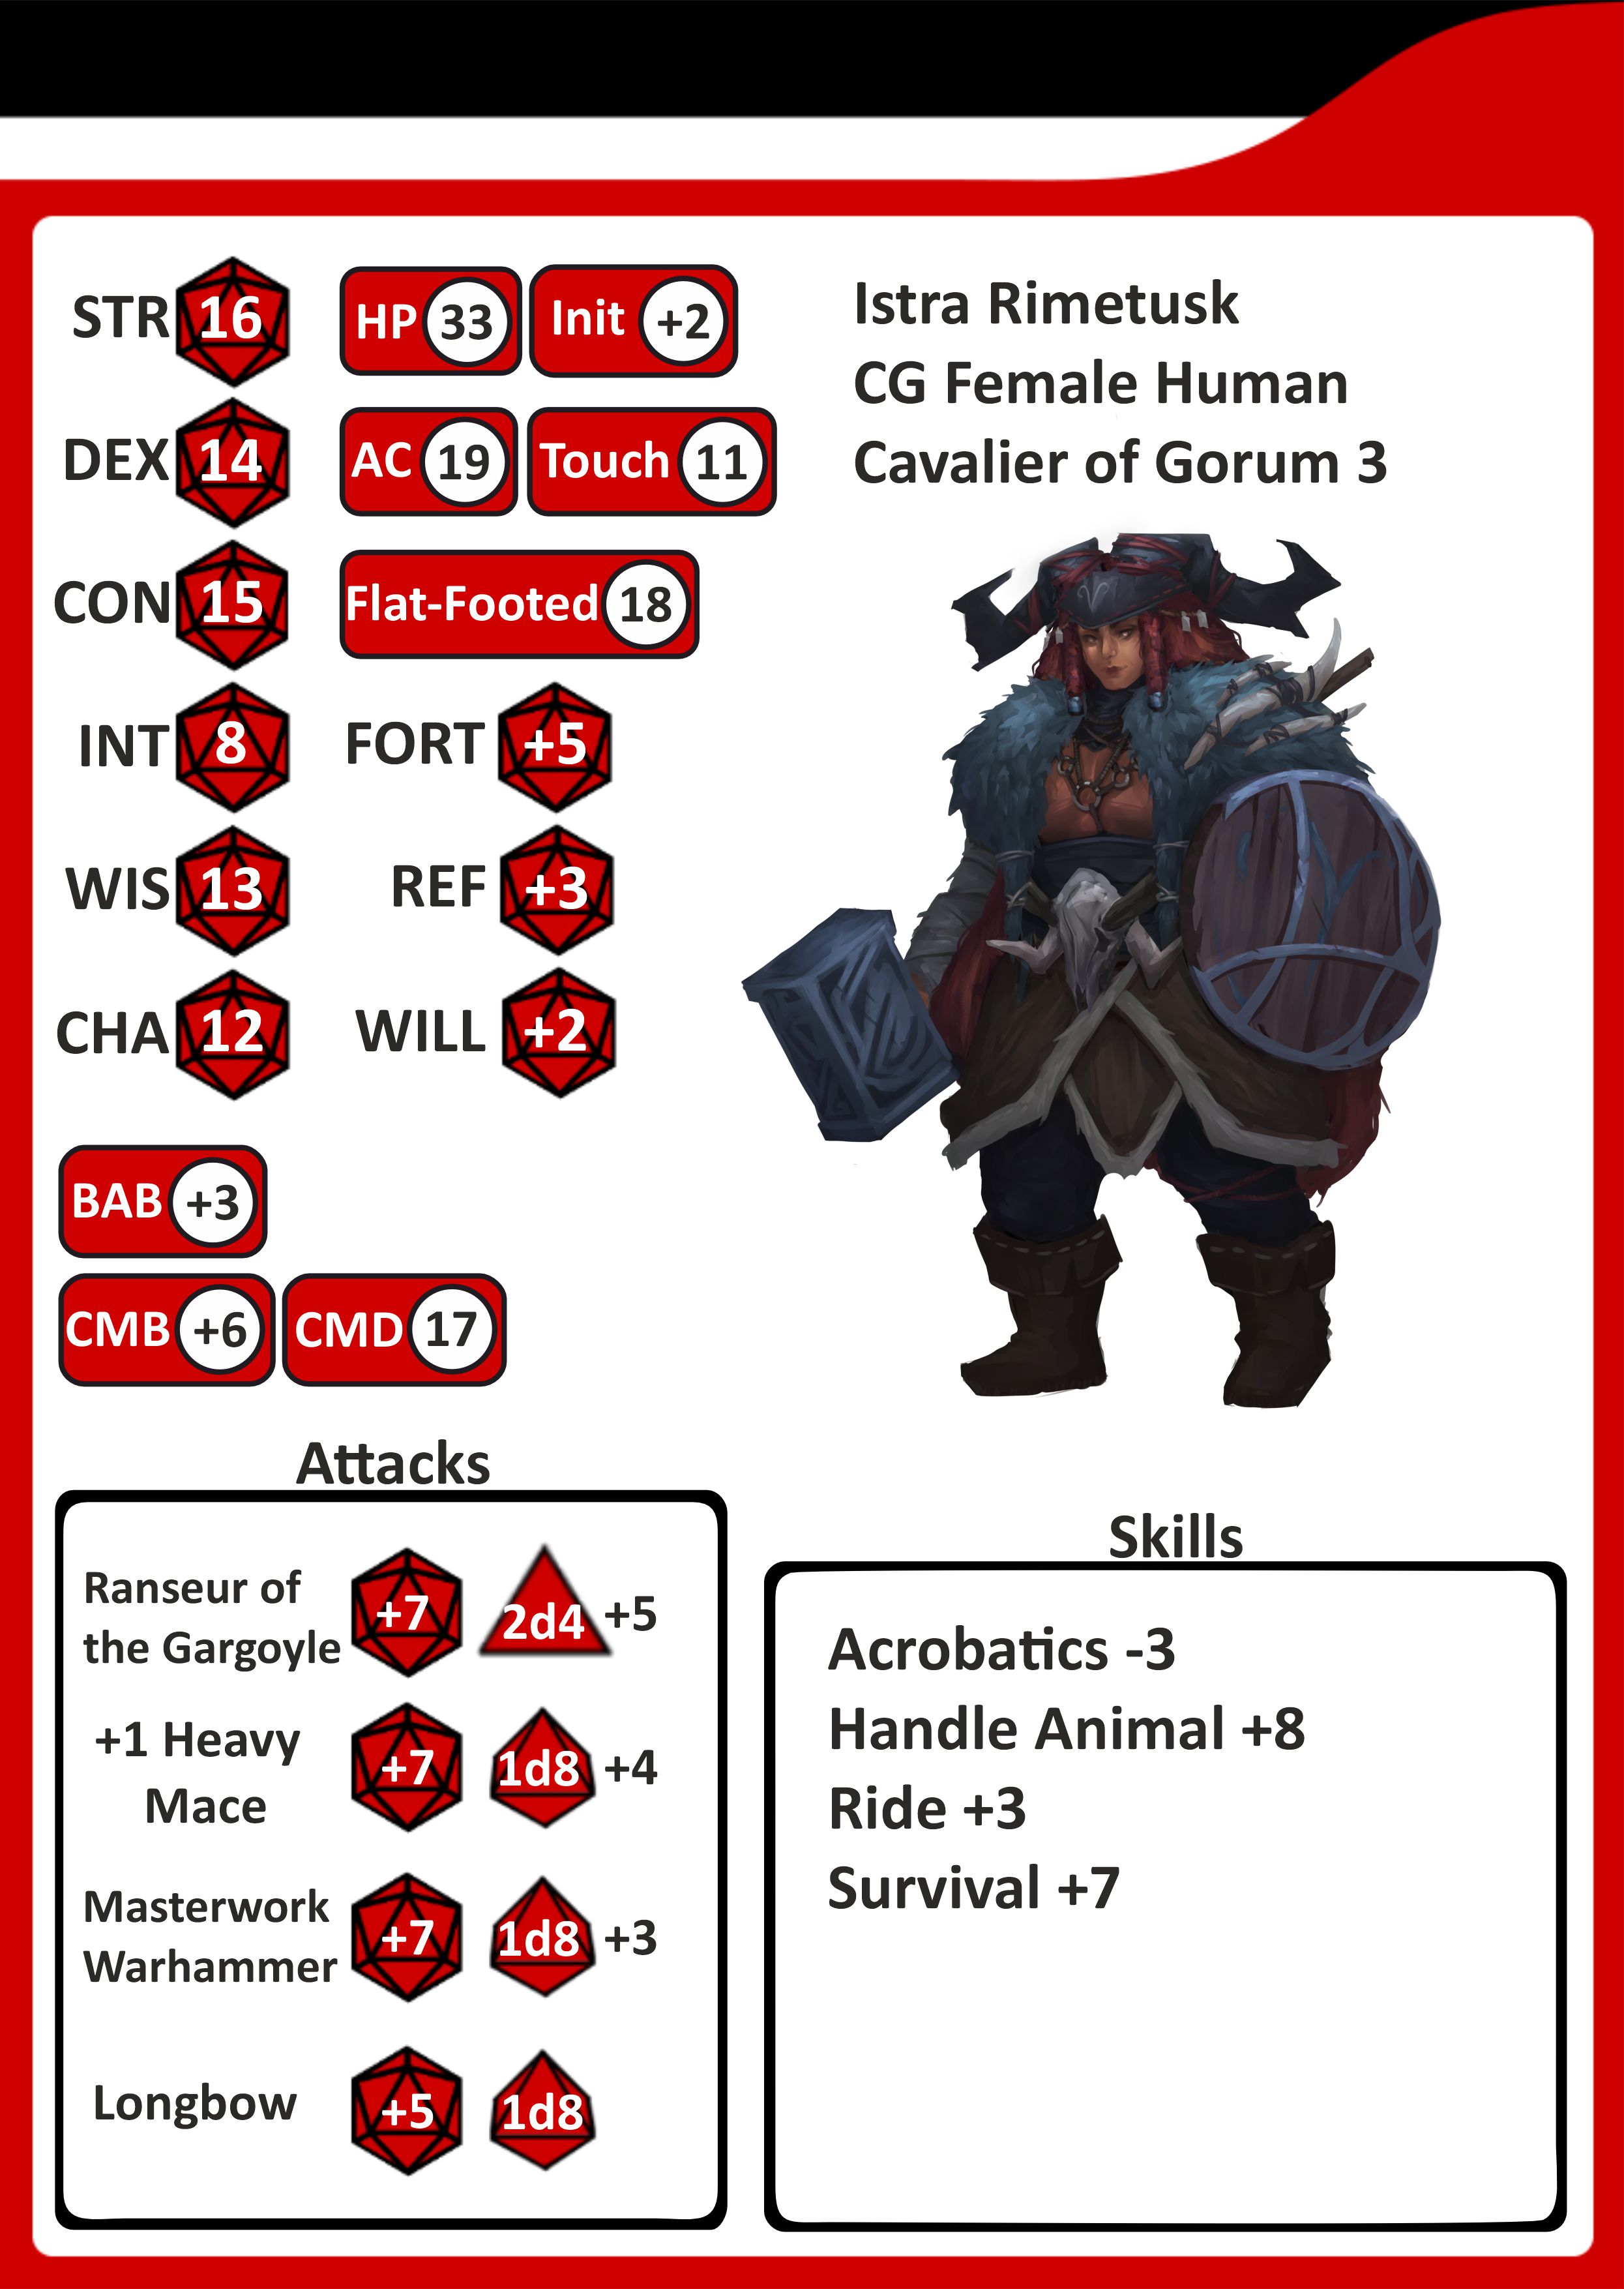 STR 16
HP 33
Init +2
DEX 14
AC 19
Touch 11
CON 15
Flat-Footed 18
INT 8
FORT +5
WIS 13
REF +3
CHA 12
WILL +2
BAB +3
CMB +6
CMD 17
Istra Rimetusk
CG Female Human
Cavalier of Gorum 3
Attacks
Ranseur of
the Gargoyle
+7 2d4 +5
+1 Heavy
Mace
+7 1d8 +4
Masterwork
Warhammer
+7 1d8 +3
Longbow +5 1d8
Skills
Acrobatics -3
Handle Animal +8
Ride +3
Survival +7